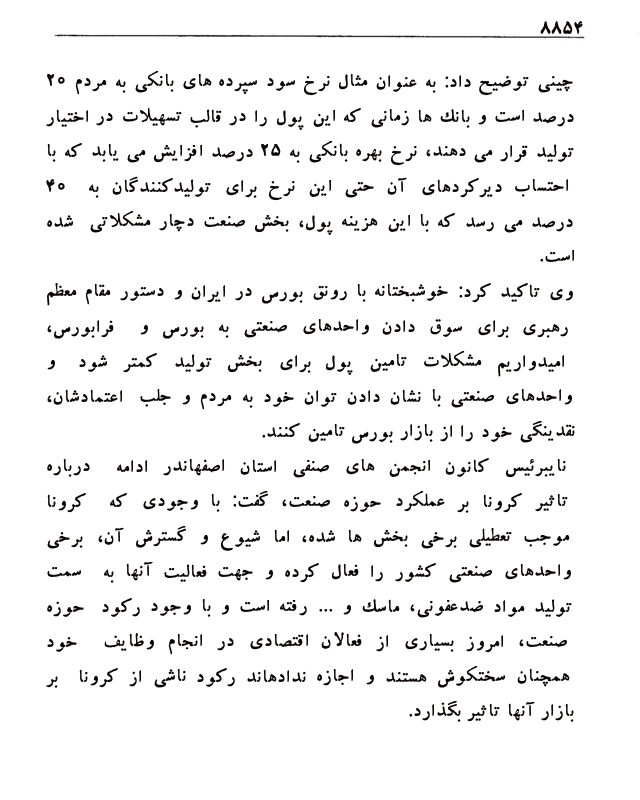 ۸۸۵۴
چینی توضیح داد: به عنوان مثال نرخ سود سپرده های بانکی به مردم ۲۰
درصد است و بانك ها زمانی که این پول را در قالب تسهیلات در اختیار
تولید قرار می دهند، نرخ بهره بانکی به ۲۵ درصد افزایش می یابد که با
احتساب دیرکردهای آن حتی این نرخ برای تولیدکنندگان به ۴۰
درصد می رسد که با این هزینه پول، بخش صنعت دچار مشکلاتی شده
است.
وی تاکید کرد: خوشبختانه با رونق بورس در ایران و دستور مقام معظم
رهبری برای سوق دادن واحدهای صنعتی به بورس و فرابورس،
امیدواریم مشکلات تامین پول برای بخش تولید کمتر شود و
واحدهای صنعتی با نشان دادن توان خود به مردم و جلب اعتمادشان،
نقدینگی خود را از بازار بورس تامین کنند.
نایبرئیس کانون انجمن های صنفی استان اصفهاندر ادامه درباره
تاثیر کرونا بر عملکرد حوزه صنعت، گفت: با وجودی که کرونا
موجب تعطیلی برخی بخش ها شده، اما شیوع و گسترش آن، برخی
واحدهای صنعتی کشور را فعال کرده و جهت فعالیت آنها به سمت
تولید مواد ضدعفونی، ماسك و ... رفته است و با وجود رکود حوزه
صنعت، امروز بسیاری از فعالان اقتصادی در انجام وظایف خود
همچنان سختکوش هستند و اجازه ندادهاند رکود ناشی از کرونا بر
بازار آنها تاثیر بگذارد.